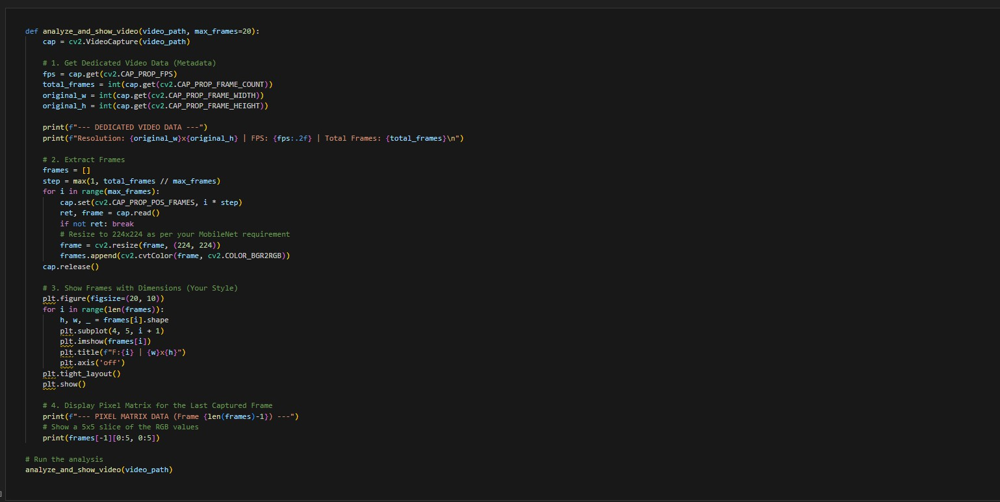 def analyze_and_show_video(video_path, max_frames=20):
    cap = cv2.VideoCapture(video_path)

    # 1. Get Dedicated Video Data (Metadata)
    fps = cap.get(cv2.CAP_PROP_FPS)
    total_frames = int(cap.get(cv2.CAP_PROP_FRAME_COUNT))
    original_w = int(cap.get(cv2.CAP_PROP_FRAME_WIDTH))
    original_h = int(cap.get(cv2.CAP_PROP_FRAME_HEIGHT))

    print(f"--- DEDICATED VIDEO DATA ---")
    print(f"Resolution: {original_w}x{original_h} | FPS: {fps:.2f} | Total Frames: {total_frames}\n")

    # 2. Extract Frames
    frames = []
    step = max(1, total_frames // max_frames)
    for i in range(max_frames):
        cap.set(cv2.CAP_PROP_POS_FRAMES, i * step)
        ret, frame = cap.read()
        if not ret: break
        # Resize to 224x224 as per your MobileNet requirement
        frame = cv2.resize(frame, (224, 224))
        frames.append(cv2.cvtColor(frame, cv2.COLOR_BGR2RGB))
    cap.release()

    # 3. Show Frames with Dimensions (Your Style)
    plt.figure(figsize=(20, 10))
    for i in range(len(frames)):
        h, w, _ = frames[i].shape
        plt.subplot(4, 5, i + 1)
        plt.imshow(frames[i])
        plt.title(f"F:{i} | {w}x{h}")
        plt.axis('off')
    plt.tight_layout()
    plt.show()

    # 4. Display Pixel Matrix for the Last Captured Frame
    print(f"--- PIXEL MATRIX DATA (Frame {len(frames)-1}) ---")
    # Show a 5x5 slice of the RGB values
    print(frames[-1][0:5, 0:5])

# Run the analysis
analyze_and_show_video(video_path)
]